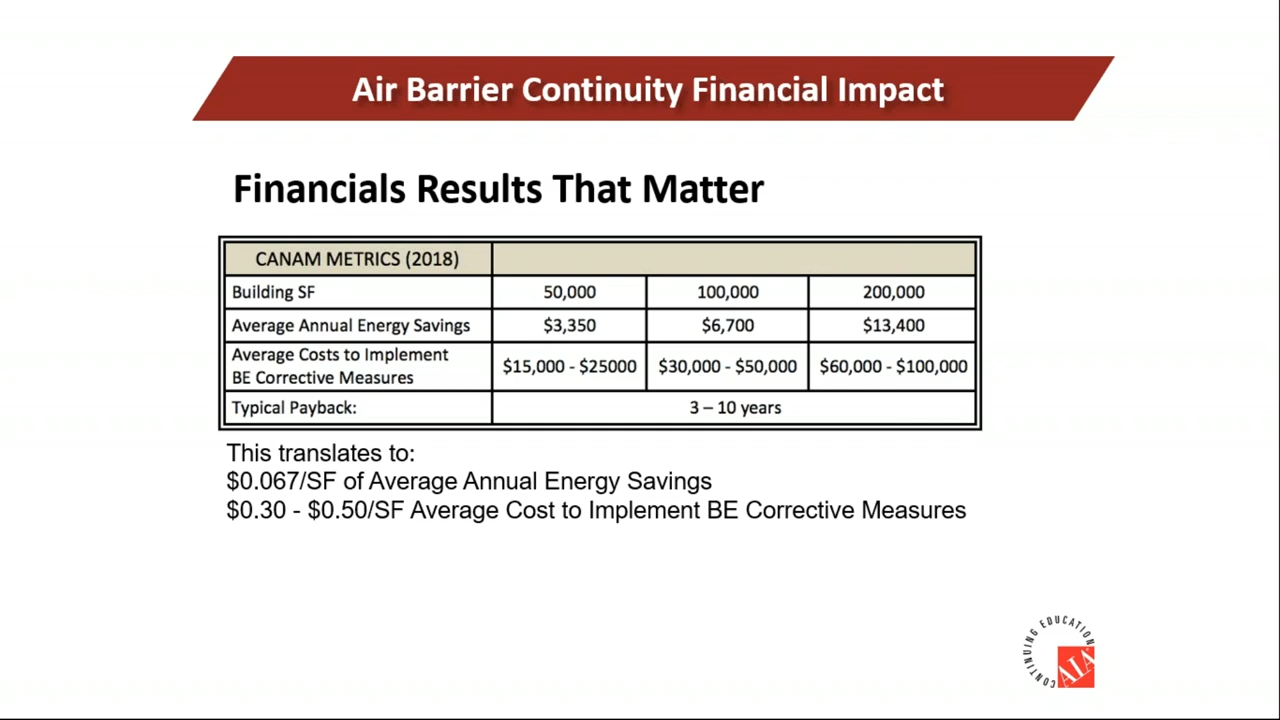 Air Barrier Continuity Financial Impact
Financials Results That Matter
CANAM METRICS (2018)
Building SF 50,000 100,000 200,000
Average Annual Energy Savings $3,350 $6,700 $13,400
Average Costs to Implement
BE Corrective Measures $15,000 - $25000 $30,000 - $50,000 $60,000 - $100,000
Typical Payback: 3 – 10 years
This translates to:
$0.067/SF of Average Annual Energy Savings
$0.30 - $0.50/SF Average Cost to Implement BE Corrective Measures
CONTINUING EDUCATION
AIA